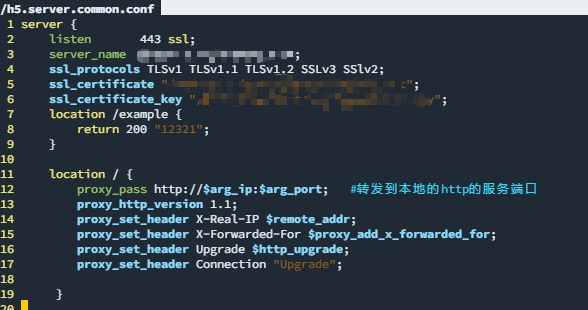 /h5.server.common.conf
1 server {
2 listen 443 ssl;
3 server_name ;
4 ssl_protocols TLSv1 TLSv1.1 TLSv1.2 SSLv3 SSlv2;
5 ssl_certificate " ";
6 ssl_certificate_key " ";
7 location /example {
8 return 200 "12321";
9 }
10
11 location / {
12 proxy_pass http://$arg_ip:$arg_port; #转发到本地的http的服务端口
13 proxy_http_version 1.1;
14 proxy_set_header X-Real-IP $remote_addr;
15 proxy_set_header X-Forwarded-For $proxy_add_x_forwarded_for;
16 proxy_set_header Upgrade $http_upgrade;
17 proxy_set_header Connection "Upgrade";
18
19 }
20